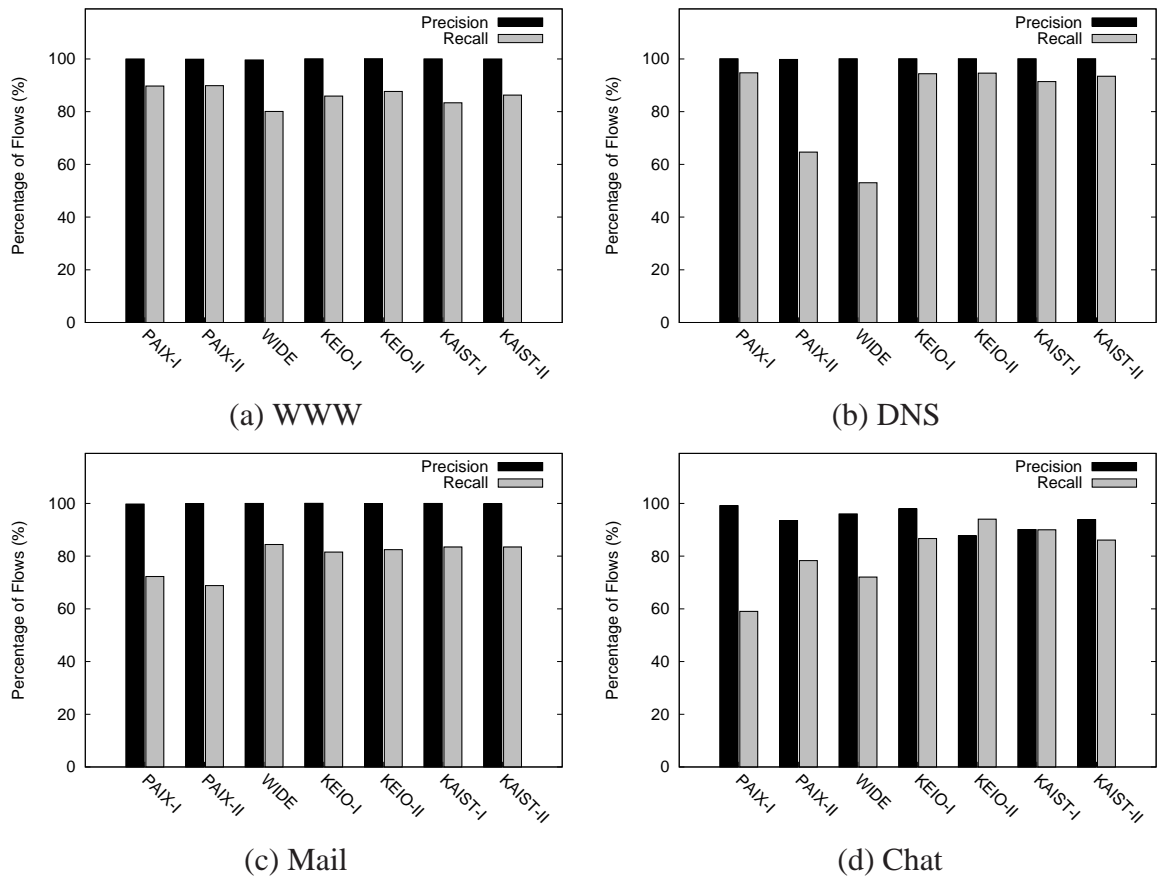 Precision
Recall
Percentage of Flows (%)
100
80
60
40
20
0
PAIX-I
PAIX-II
WIDE
KEIO-I
KEIO-II
KAIST-I
KAIST-II
(a) WWW
Precision
Recall
Percentage of Flows (%)
100
80
60
40
20
0
PAIX-I
PAIX-II
WIDE
KEIO-I
KEIO-II
KAIST-I
KAIST-II
(b) DNS
Precision
Recall
Percentage of Flows (%)
100
80
60
40
20
0
PAIX-I
PAIX-II
WIDE
KEIO-I
KEIO-II
KAIST-I
KAIST-II
(c) Mail
Precision
Recall
Percentage of Flows (%)
100
80
60
40
20
0
PAIX-I
PAIX-II
WIDE
KEIO-I
KEIO-II
KAIST-I
KAIST-II
(d) Chat